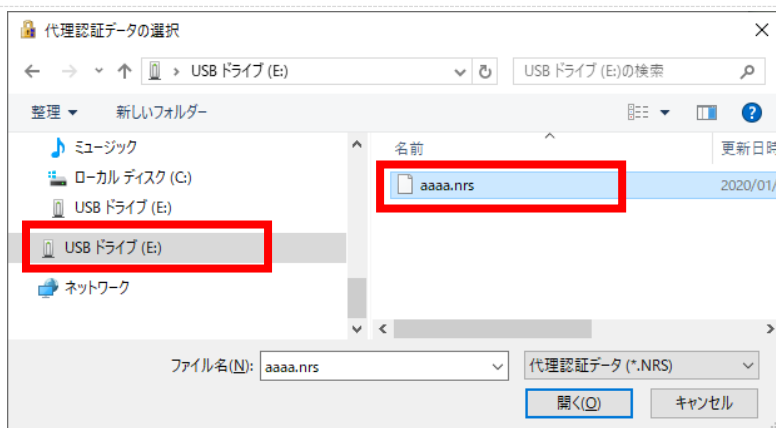 代理認証データの選択
USB ドライブ (E:)
USB ドライブ (E:)の検索
整理
新しいフォルダー
ミュージック
ローカル ディスク (C:)
USB ドライブ (E:)
USB ドライブ (E:)
ネットワーク
名前
更新日時
aaaa.nrs
2020/01/
ファイル名(N):
aaaa.nrs
代理認証データ (*.NRS)
開く(O)
キャンセル